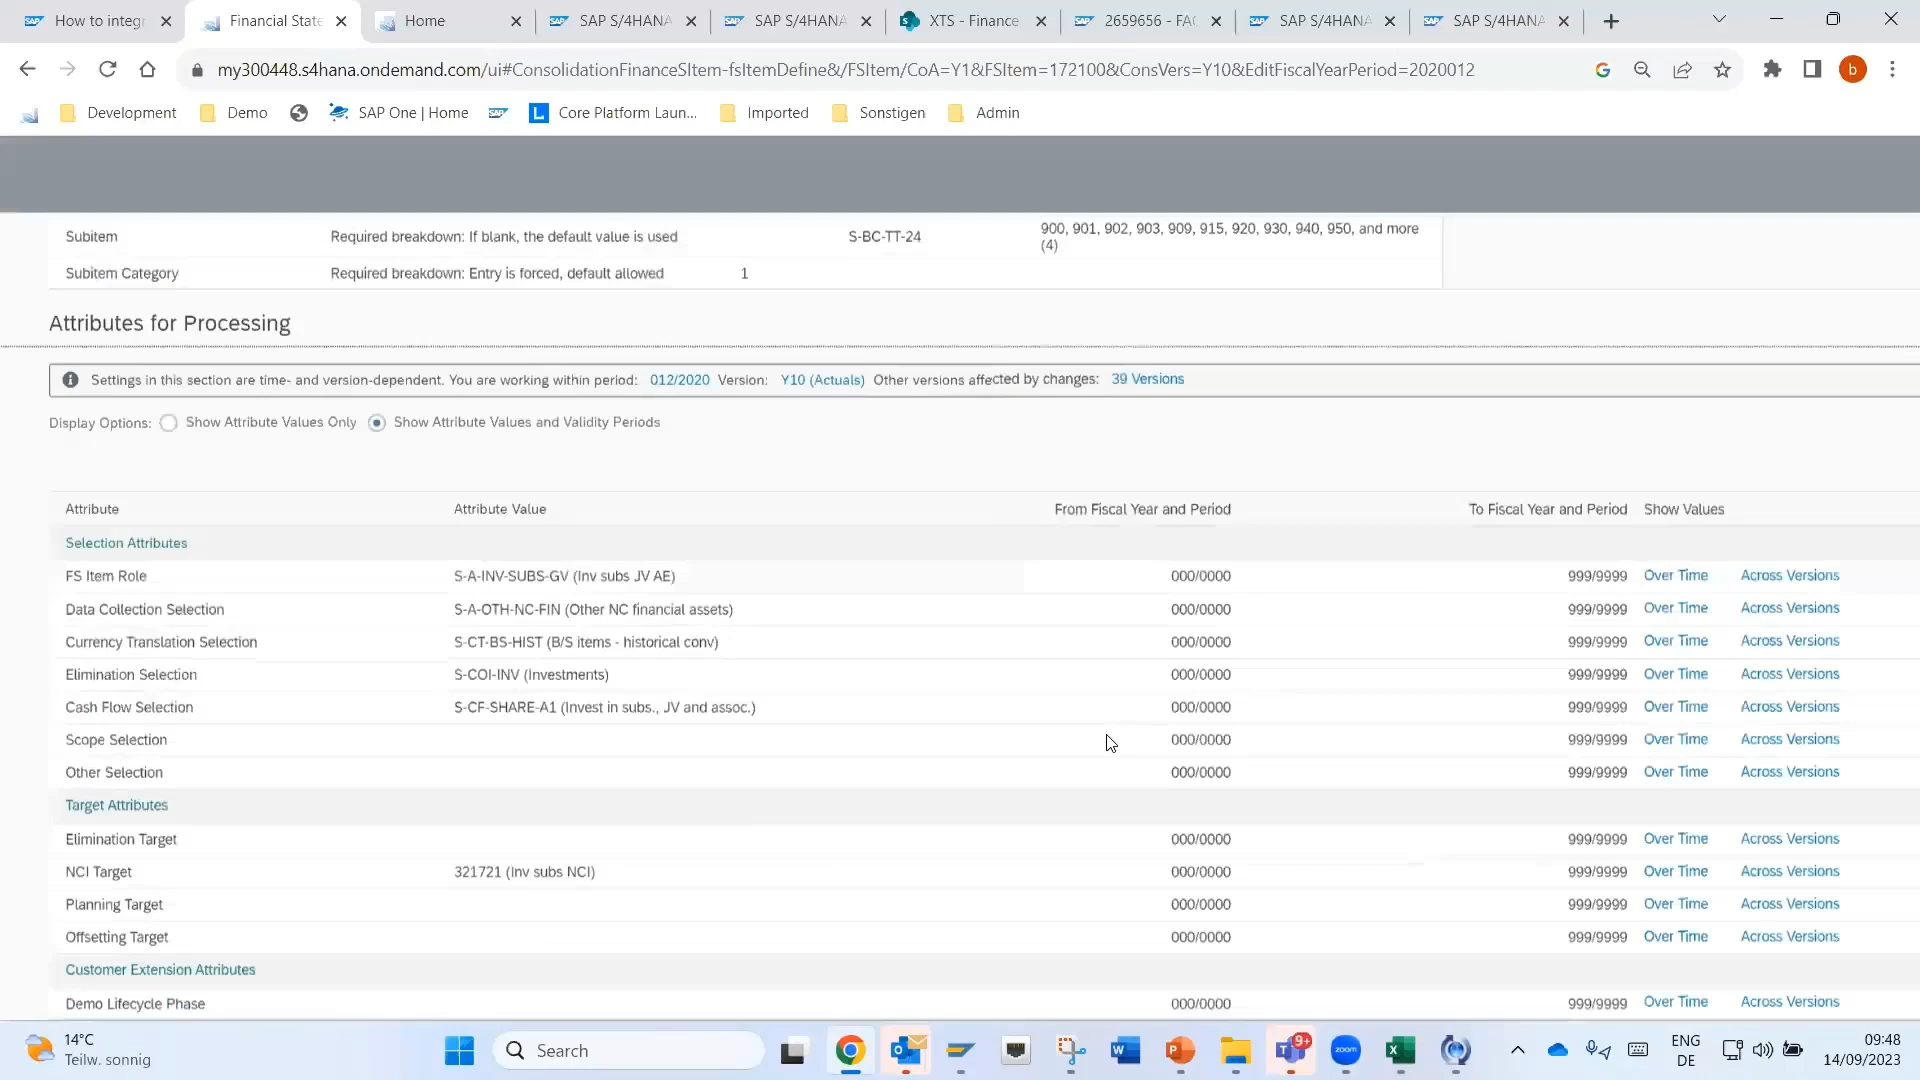 How to integr
Financial State
Home
SAP S/4HANA
SAP S/4HANA
XTS - Finance
2659656 - FAQ
SAP S/4HANA
SAP S/4HANA
my300448.s4hana.ondemand.com/ui#ConsolidationFinanceSItem-fsItemDefine&/FSItem/CoA=Y1&FSItem=172100&ConsVers=Y10&EditFiscalYearPeriod=2020012
b
Development
Demo
SAP One | Home
SAP
L
Core Platform Laun...
Imported
Sonstigen
Admin
Subitem Required breakdown: If blank, the default value is used S-BC-TT-24 900, 901, 902, 903, 909, 915, 920, 930, 940, 950, and more
(4)
Subitem Category Required breakdown: Entry is forced, default allowed 1
Attributes for Processing
Settings in this section are time- and version-dependent. You are working within period: 012/2020 Version: Y10 (Actuals) Other versions affected by changes: 39 Versions
Display Options: Show Attribute Values Only Show Attribute Values and Validity Periods
Attribute Attribute Value From Fiscal Year and Period To Fiscal Year and Period Show Values
Selection Attributes
FS Item Role S-A-INV-SUBS-GV (Inv subs JV AE) 000/0000 999/9999 Over Time Across Versions
Data Collection Selection S-A-OTH-NC-FIN (Other NC financial assets) 000/0000 999/9999 Over Time Across Versions
Currency Translation Selection S-CT-BS-HIST (B/S items - historical conv) 000/0000 999/9999 Over Time Across Versions
Elimination Selection S-COI-INV (Investments) 000/0000 999/9999 Over Time Across Versions
Cash Flow Selection S-CF-SHARE-A1 (Invest in subs., JV and assoc.) 000/0000 999/9999 Over Time Across Versions
Scope Selection 000/0000 999/9999 Over Time Across Versions
Other Selection 000/0000 999/9999 Over Time Across Versions
Target Attributes
Elimination Target 000/0000 999/9999 Over Time Across Versions
NCI Target 321721 (Inv subs NCI) 000/0000 999/9999 Over Time Across Versions
Planning Target 000/0000 999/9999 Over Time Across Versions
Offsetting Target 000/0000 999/9999 Over Time Across Versions
Customer Extension Attributes
Demo Lifecycle Phase 000/0000 999/9999 Over Time Across Versions
14°C
Teilw. sonnig
Search
9+
zoom
ENG
DE
09:48
14/09/2023